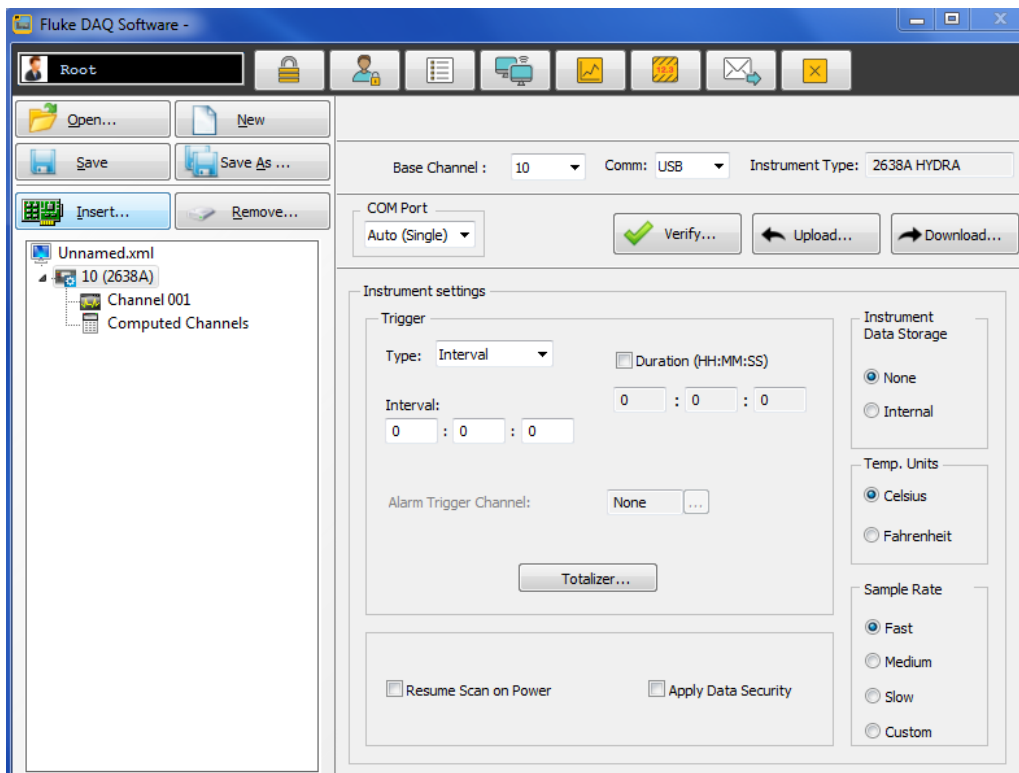 Fluke DAQ Software -
Root
Open...
New
Save
Save As ...
Insert...
Remove...
Unnamed.xml
10 (2638A)
Channel 001
Computed Channels
Base Channel :
10
Comm:
USB
Instrument Type:
2638A HYDRA
COM Port
Auto (Single)
Verify...
Upload...
Download...
Instrument settings
Trigger
Type:
Interval
Duration (HH:MM:SS)
0 : 0 : 0
Interval:
0 : 0 : 0
Alarm Trigger Channel:
None
...
Totalizer...
Resume Scan on Power
Apply Data Security
Instrument
Data Storage
None
Internal
Temp. Units
Celsius
Fahrenheit
Sample Rate
Fast
Medium
Slow
Custom